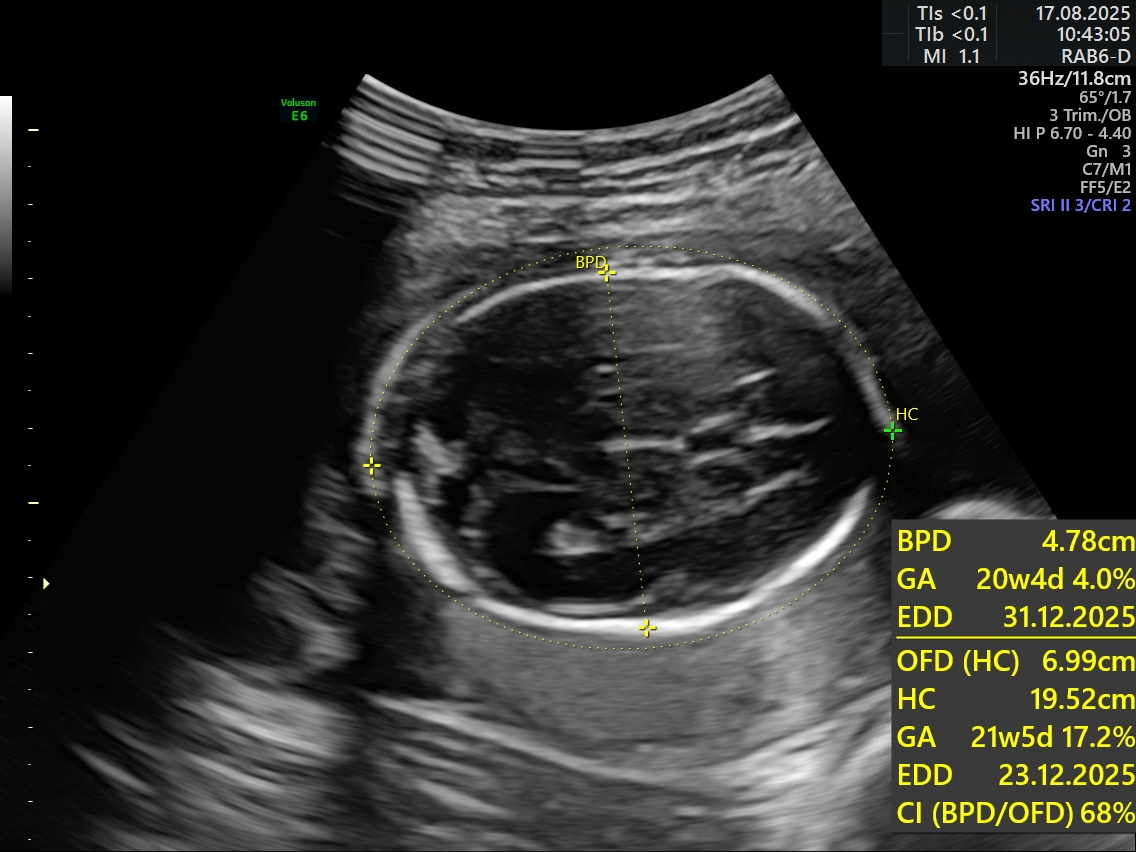 TIs <0.1 17.08.2025
TIb <0.1 10:43:05
MI 1.1 RAB6-D
36Hz/11.8cm
65°/1.7
3 Trim./OB
HI P 6.70 - 4.40
Gn 3
C7/M1
FF5/E2
SRI II 3/CRI 2
Voluson
E6
BPD
HC
BPD 4.78cm
GA 20w4d 4.0%
EDD 31.12.2025
OFD (HC) 6.99cm
HC 19.52cm
GA 21w5d 17.2%
EDD 23.12.2025
CI (BPD/OFD) 68%